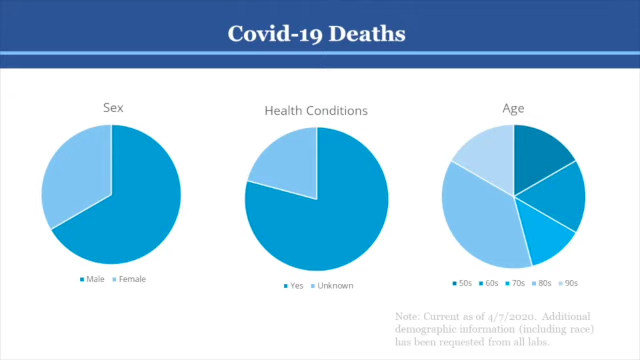 Covid-19 Deaths
Sex
Health Conditions
Age
Male Female
Yes Unknown
50s 60s 70s 80s 90s
Note: Current as of 4/7/2020. Additional
demographic information (including race)
has been requested from all labs.